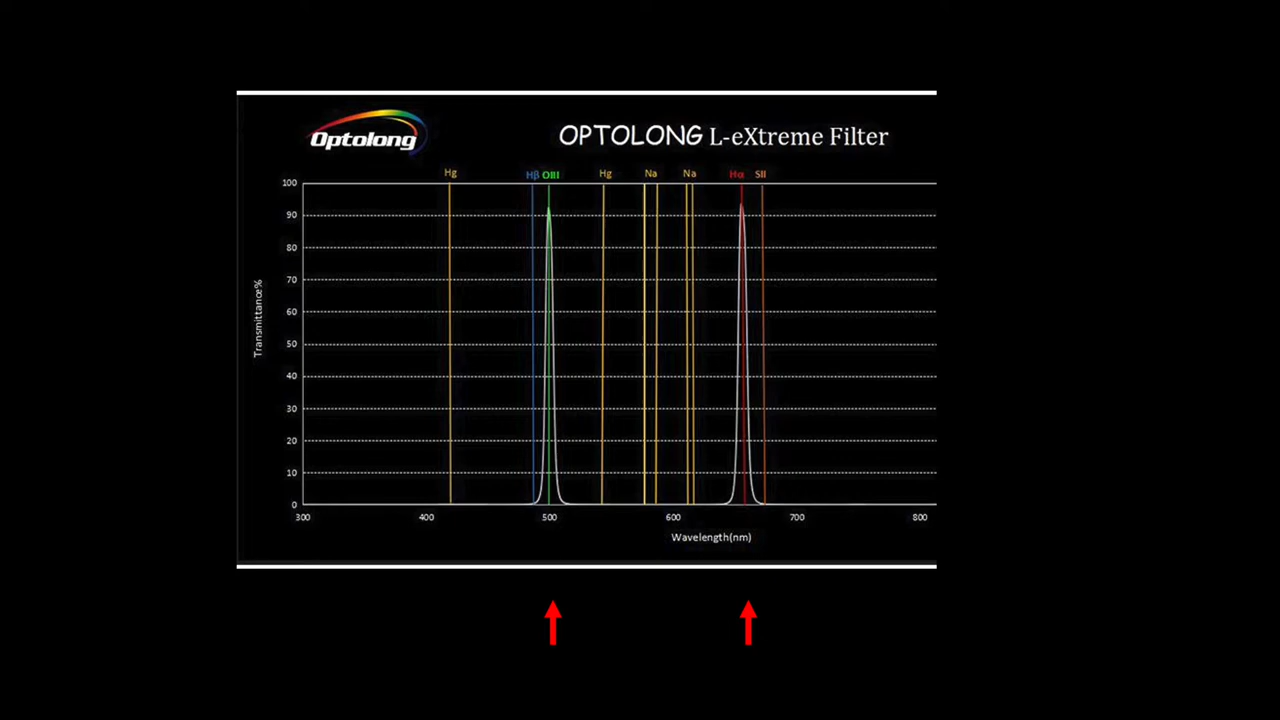 Optolong
OPTOLONG L-eXtreme Filter
Hg Hβ OIII Hg Na Na Hα SII
100
90
80
70
60
50
40
30
20
10
0
Transmittance%
300 400 500 600 700 800
Wavelength(nm)